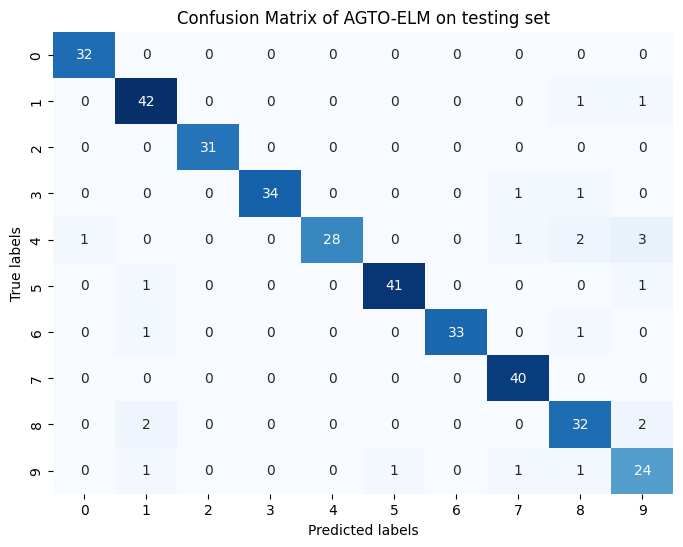 Confusion Matrix of AGTO-ELM on testing set
True labels
0 32 0 0 0 0 0 0 0 0 0
1 0 42 0 0 0 0 0 0 1 1
2 0 0 31 0 0 0 0 0 0 0
3 0 0 0 34 0 0 0 1 1 0
4 1 0 0 0 28 0 0 1 2 3
5 0 1 0 0 0 41 0 0 0 1
6 0 1 0 0 0 0 33 0 1 0
7 0 0 0 0 0 0 0 40 0 0
8 0 2 0 0 0 0 0 0 32 2
9 0 1 0 0 0 1 0 1 1 24
0 1 2 3 4 5 6 7 8 9
Predicted labels